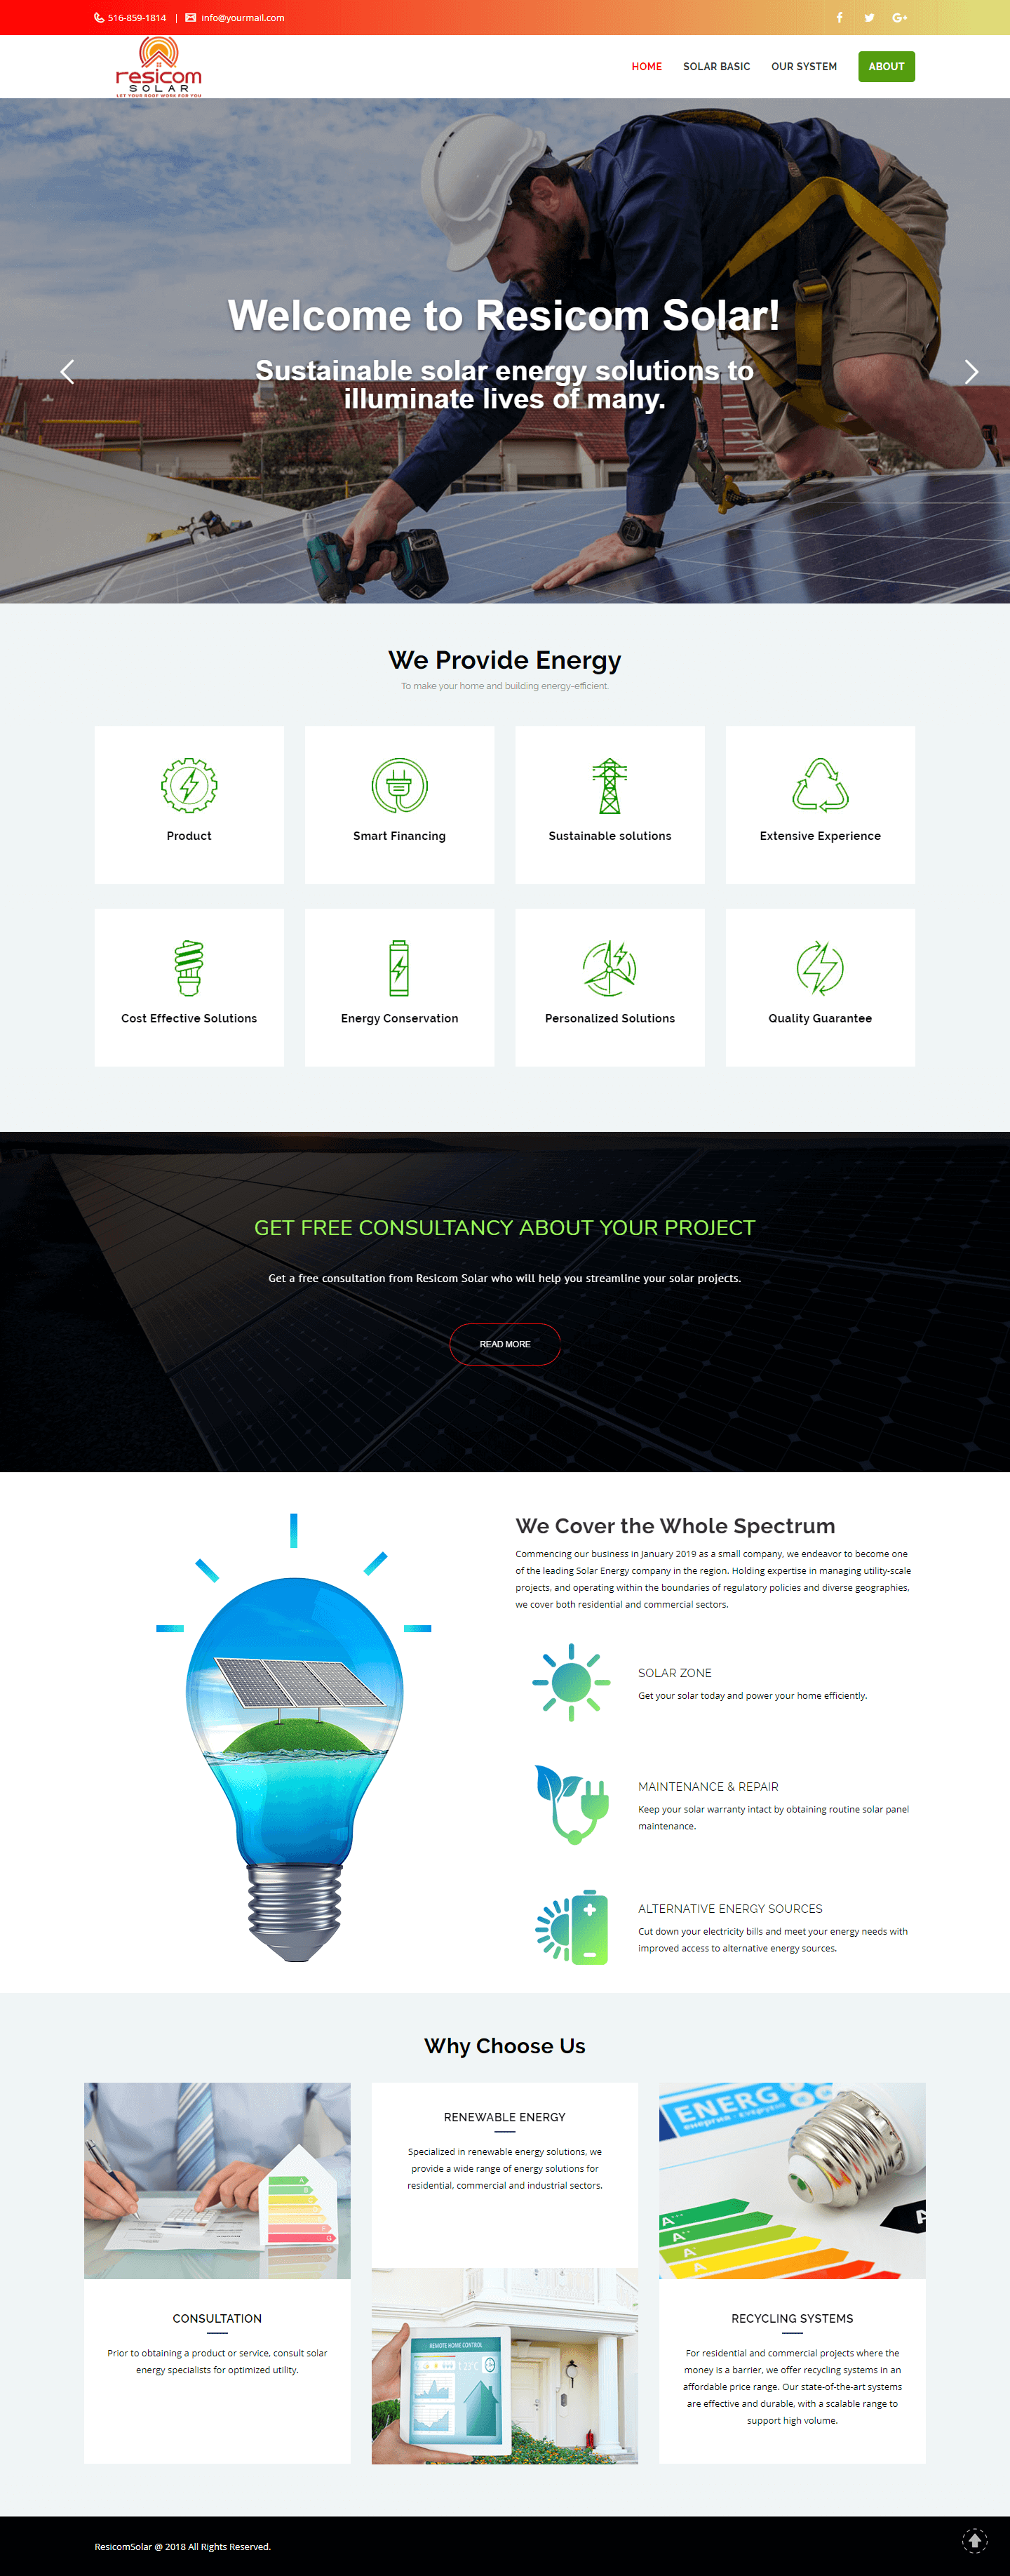 516-859-1814 | info@yourmail.com
resicom
SOLAR
LET YOUR ROOF WORK FOR YOU
HOME SOLAR BASIC OUR SYSTEM ABOUT
Welcome to Resicom Solar!
Sustainable solar energy solutions to
illuminate lives of many.
We Provide Energy
To make your home and building energy-efficient.
Product
Smart Financing
Sustainable solutions
Extensive Experience
Cost Effective Solutions
Energy Conservation
Personalized Solutions
Quality Guarantee
GET FREE CONSULTANCY ABOUT YOUR PROJECT
Get a free consultation from Resicom Solar who will help you streamline your solar projects.
READ MORE
We Cover the Whole Spectrum
Commencing our business in January 2019 as a small company, we endeavor to become one
of the leading Solar Energy company in the region. Holding expertise in managing utility-scale
projects, and operating within the boundaries of regulatory policies and diverse geographies,
we cover both residential and commercial sectors.
SOLAR ZONE
Get your solar today and power your home efficiently.
MAINTENANCE & REPAIR
Keep your solar warranty intact by obtaining routine solar panel
maintenance.
ALTERNATIVE ENERGY SOURCES
Cut down your electricity bills and meet your energy needs with
improved access to alternative energy sources.
Why Choose Us
CONSULTATION
Prior to obtaining a product or service, consult solar
energy specialists for optimized utility.
RENEWABLE ENERGY
Specialized in renewable energy solutions, we
provide a wide range of energy solutions for
residential, commercial and industrial sectors.
REMOTE HOME CONTROL
ENERG
RECYCLING SYSTEMS
For residential and commercial projects where the
money is a barrier, we offer recycling systems in an
affordable price range. Our state-of-the-art systems
are effective and durable, with a scalable range to
support high volume.
ResicomSolar @ 2018 All Rights Reserved.